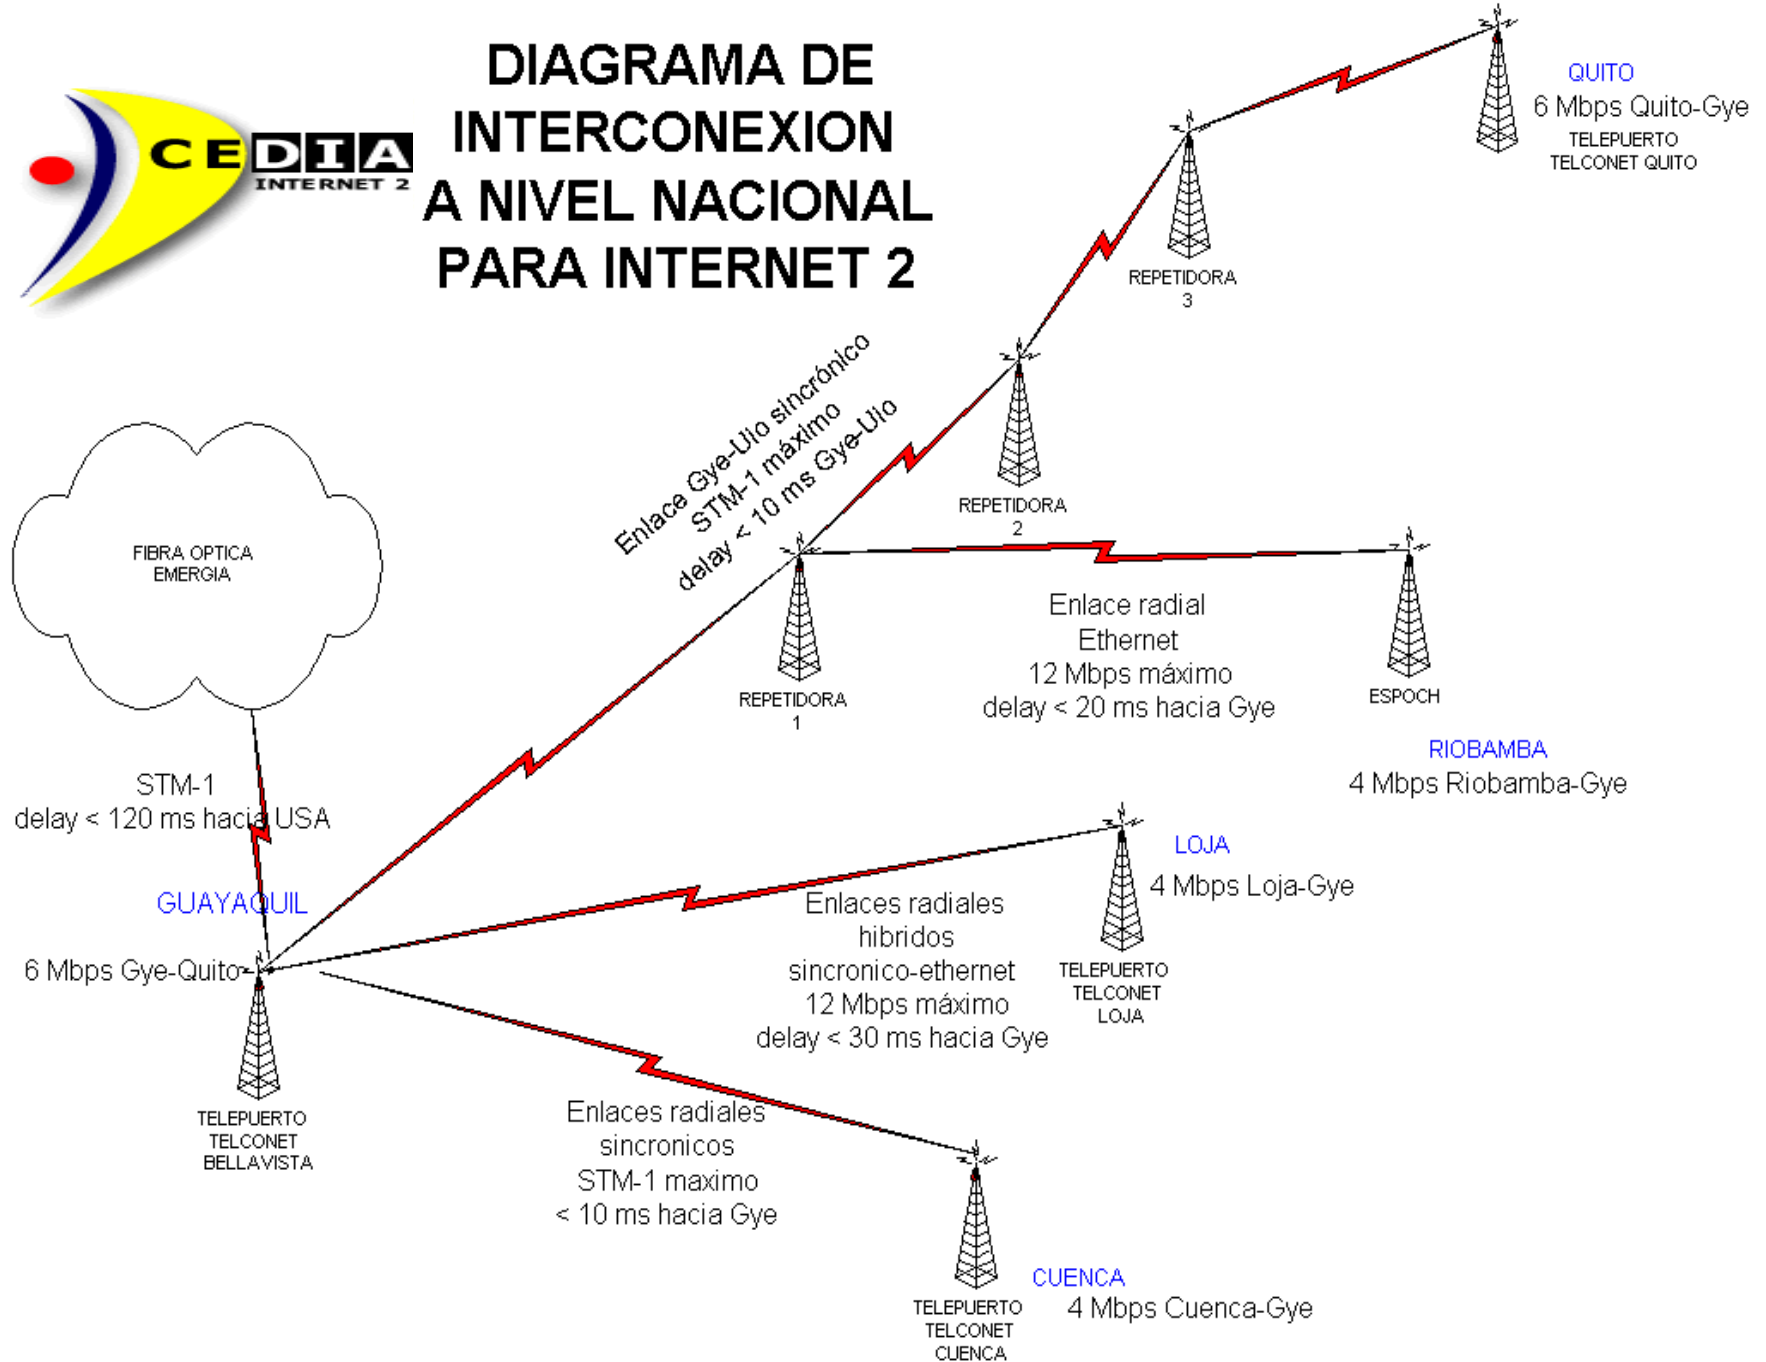 DIAGRAMA DE
INTERCONEXION
A NIVEL NACIONAL
PARA INTERNET 2
CEDIA
INTERNET 2
QUITO
6 Mbps Quito-Gye
TELEPUERTO
TELCONET QUITO
REPETIDORA
3
Enlace Gye-Uio sincrónico
STM-1 máximo
delay < 10 ms Gye-Uio
REPETIDORA
2
FIBRA OPTICA
EMERGIA
REPETIDORA
1
Enlace radial
Ethernet
12 Mbps máximo
delay < 20 ms hacia Gye
ESPOCH
RIOBAMBA
4 Mbps Riobamba-Gye
STM-1
delay < 120 ms hacia USA
GUAYAQUIL
6 Mbps Gye-Quito
TELEPUERTO
TELCONET
BELLAVISTA
LOJA
4 Mbps Loja-Gye
Enlaces radiales
hibridos
sincronico-ethernet
12 Mbps máximo
delay < 30 ms hacia Gye
TELEPUERTO
TELCONET
LOJA
Enlaces radiales
sincronicos
STM-1 maximo
< 10 ms hacia Gye
CUENCA
4 Mbps Cuenca-Gye
TELEPUERTO
TELCONET
CUENCA